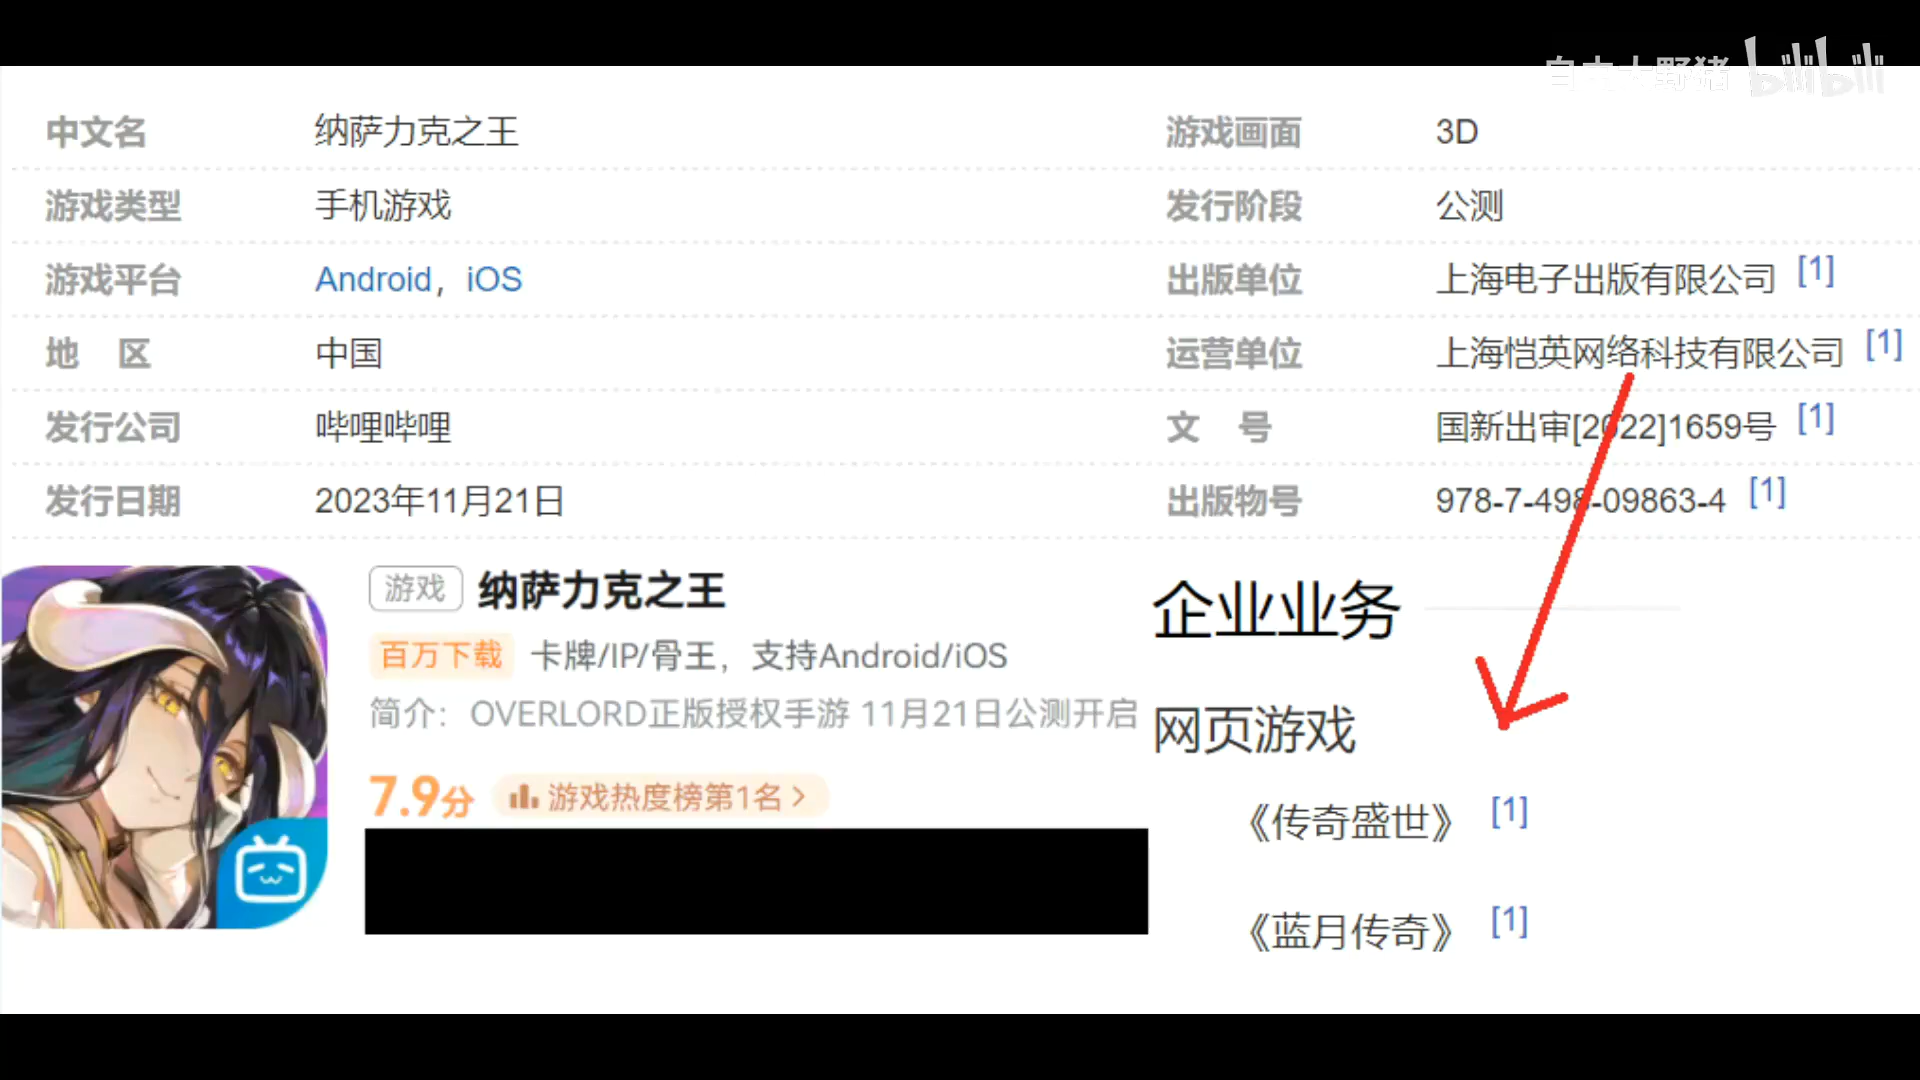 bilibili
中文名 纳萨力克之王 游戏画面 3D
游戏类型 手机游戏 发行阶段 公测
游戏平台 Android，iOS 出版单位 上海电子出版有限公司 [1]
地 区 中国 运营单位 上海恺英网络科技有限公司 [1]
发行公司 哔哩哔哩 文 号 国新出审[2022]1659号 [1]
发行日期 2023年11月21日 出版物号 978-7-498-09863-4 [1]
游戏 纳萨力克之王
百万下载 卡牌/IP/骨王，支持Android/iOS
简介：OVERLORD正版授权手游 11月21日公测开启
7.9分 游戏热度榜第1名 >
企业业务
网页游戏
《传奇盛世》 [1]
《蓝月传奇》 [1]